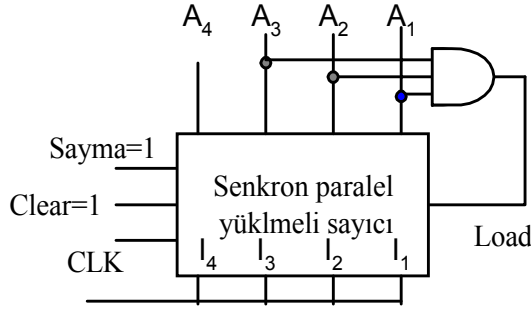 A₄ A₃ A₂ A₁
Sayma=1
Clear=1
CLK
Senkron paralel
yüklmeli sayıcı
I₄ I₃ I₂ I₁
Load